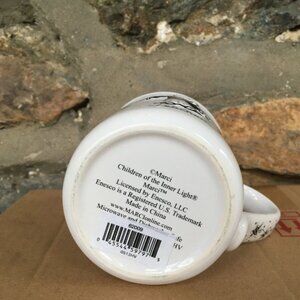 ©Marci
Children of the Inner Light®
Marci™
Licensed by Enesco, LLC
Enesco is a Registered U.S. Trademark
Made in China
www.MARCIonline.com
Microwave and
HV